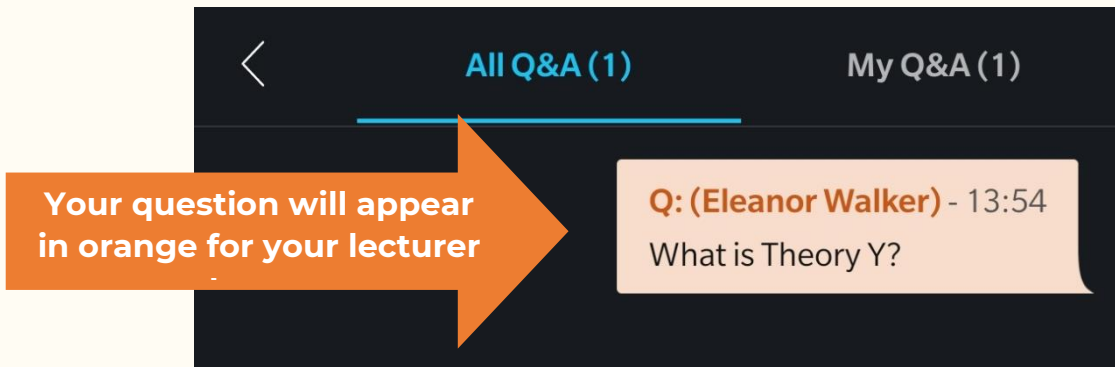 All Q&A (1) My Q&A (1)
Your question will appear
in orange for your lecturer
Q: (Eleanor Walker) - 13:54
What is Theory Y?